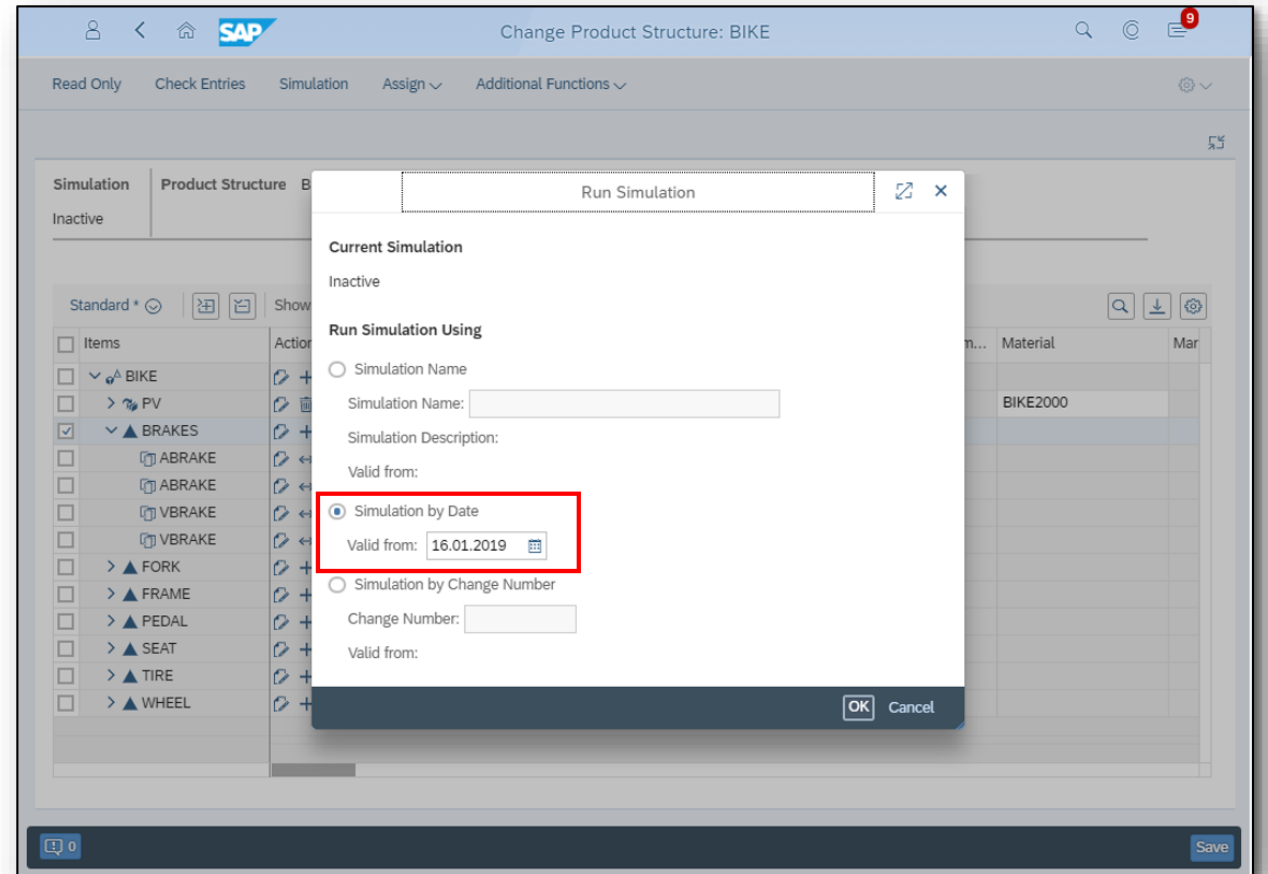 SAP Change Product Structure: BIKE 9
Read Only Check Entries Simulation Assign Additional Functions
Simulation Product Structure B
Inactive
Run Simulation
Current Simulation
Inactive
Run Simulation Using
Simulation Name
Simulation Name:
Simulation Description:
Valid from:
Simulation by Date
Valid from: 16.01.2019
Simulation by Change Number
Change Number:
Valid from:
OK Cancel
Standard * Show
Items Action m... Material Mar
BIKE
PV BIKE2000
BRAKES
ABRAKE
ABRAKE
VBRAKE
VBRAKE
FORK
FRAME
PEDAL
SEAT
TIRE
WHEEL
0 Save